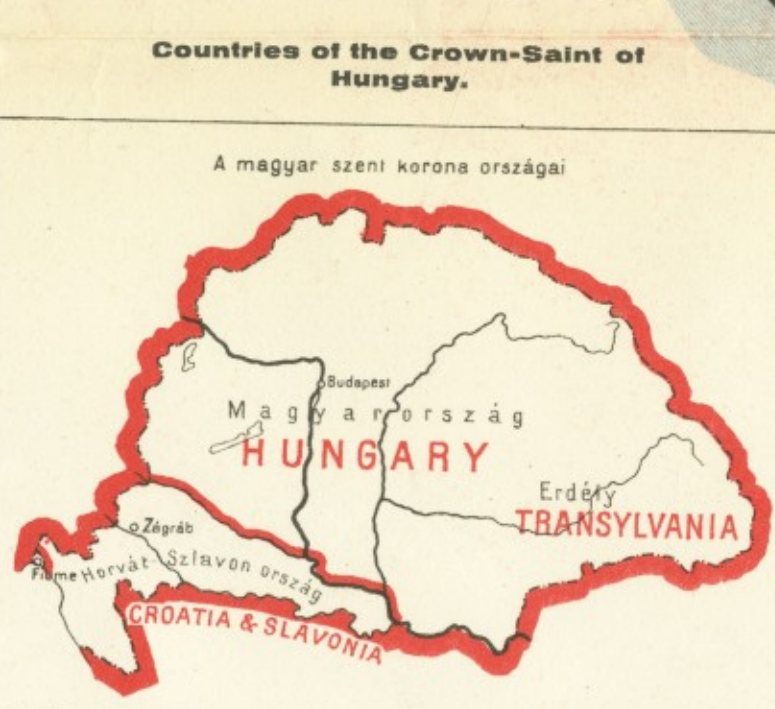 Countries of the Crown-Saint of
Hungary.
A magyar szent korona országai
Budapest
Magyarország
HUNGARY
Erdély
TRANSYLVANIA
Zágráb
Fiume
Horvát-Szlavon ország
CROATIA & SLAVONIA